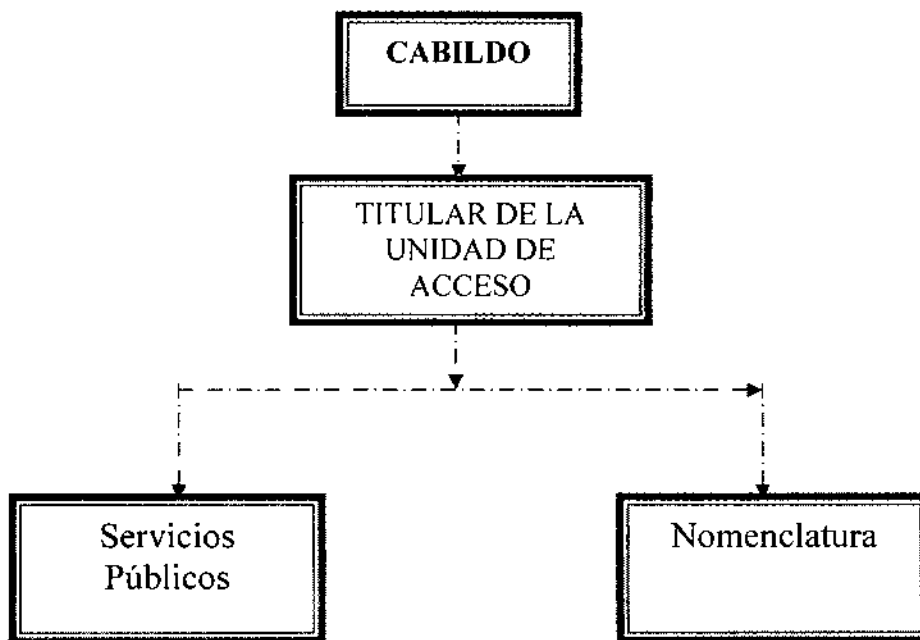 CABILDO
TITULAR DE LA
UNIDAD DE
ACCESO
Servicios
Públicos
Nomenclatura